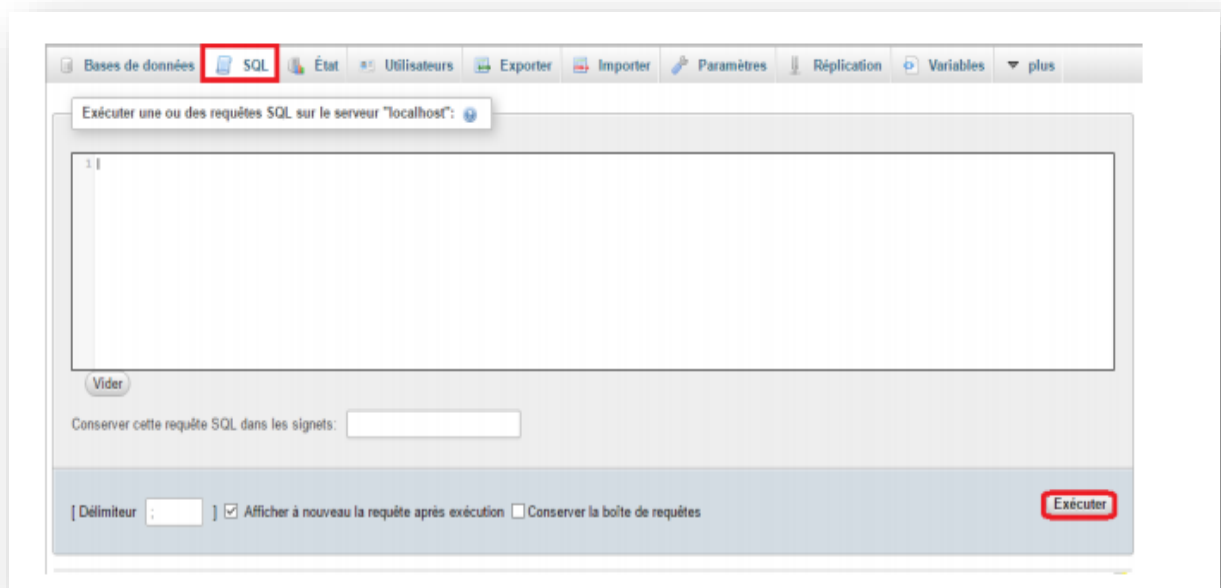 Bases de données SQL État Utilisateurs Exporter Importer Paramètres Réplication Variables plus
Exécuter une ou des requêtes SQL sur le serveur "localhost":
1
Vider
Conserver cette requête SQL dans les signets:
[ Délimiteur ; ] Afficher à nouveau la requête après exécution Conserver la boîte de requêtes
Exécuter